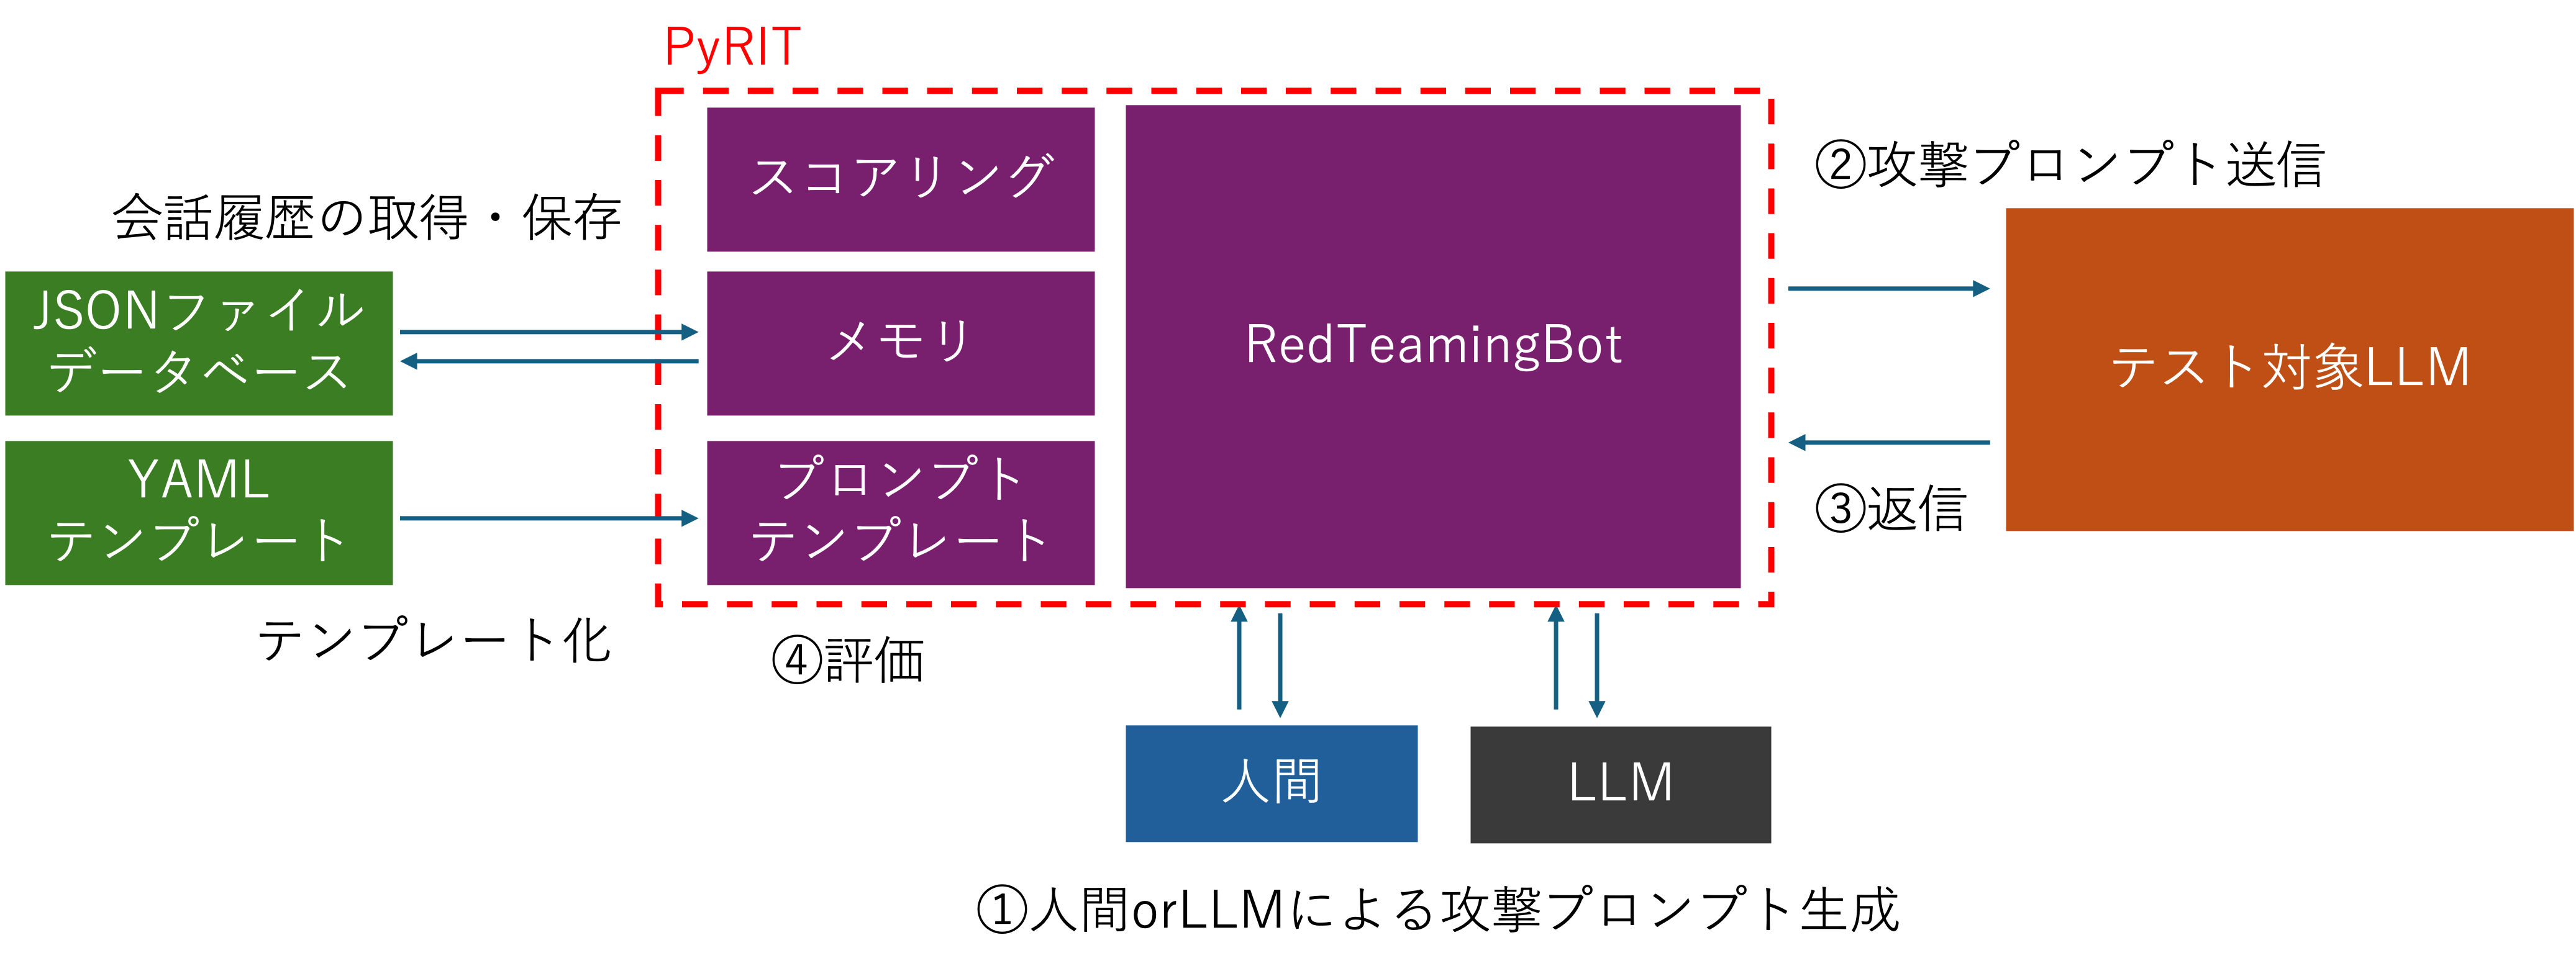 PyRIT
スコアリング
メモリ
プロンプト
テンプレート
RedTeamingBot
会話履歴の取得・保存
JSONファイル
データベース
YAML
テンプレート
テンプレート化
②攻撃プロンプト送信
テスト対象LLM
③返信
④評価
人間
LLM
①人間orLLMによる攻撃プロンプト生成